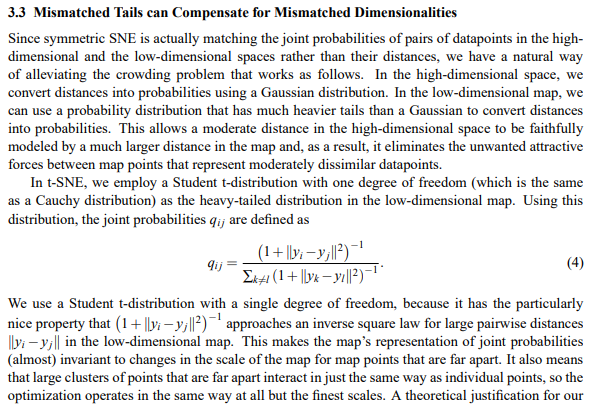 3.3 Mismatched Tails can Compensate for Mismatched Dimensionalities
Since symmetric SNE is actually matching the joint probabilities of pairs of datapoints in the high-
dimensional and the low-dimensional spaces rather than their distances, we have a natural way
of alleviating the crowding problem that works as follows. In the high-dimensional space, we
convert distances into probabilities using a Gaussian distribution. In the low-dimensional map, we
can use a probability distribution that has much heavier tails than a Gaussian to convert distances
into probabilities. This allows a moderate distance in the high-dimensional space to be faithfully
modeled by a much larger distance in the map and, as a result, it eliminates the unwanted attractive
forces between map points that represent moderately dissimilar datapoints.
In t-SNE, we employ a Student t-distribution with one degree of freedom (which is the same
as a Cauchy distribution) as the heavy-tailed distribution in the low-dimensional map. Using this
distribution, the joint probabilities q_{ij} are defined as
q_{ij} = \frac{(1+\|y_i-y_j\|^2)^{-1}}{\sum_{k \neq l}(1+\|y_k-y_l\|^2)^{-1}}. (4)
We use a Student t-distribution with a single degree of freedom, because it has the particularly
nice property that (1+\|y_i-y_j\|^2)^{-1} approaches an inverse square law for large pairwise distances
\|y_i-y_j\| in the low-dimensional map. This makes the map's representation of joint probabilities
(almost) invariant to changes in the scale of the map for map points that are far apart. It also means
that large clusters of points that are far apart interact in just the same way as individual points, so the
optimization operates in the same way at all but the finest scales. A theoretical justification for our